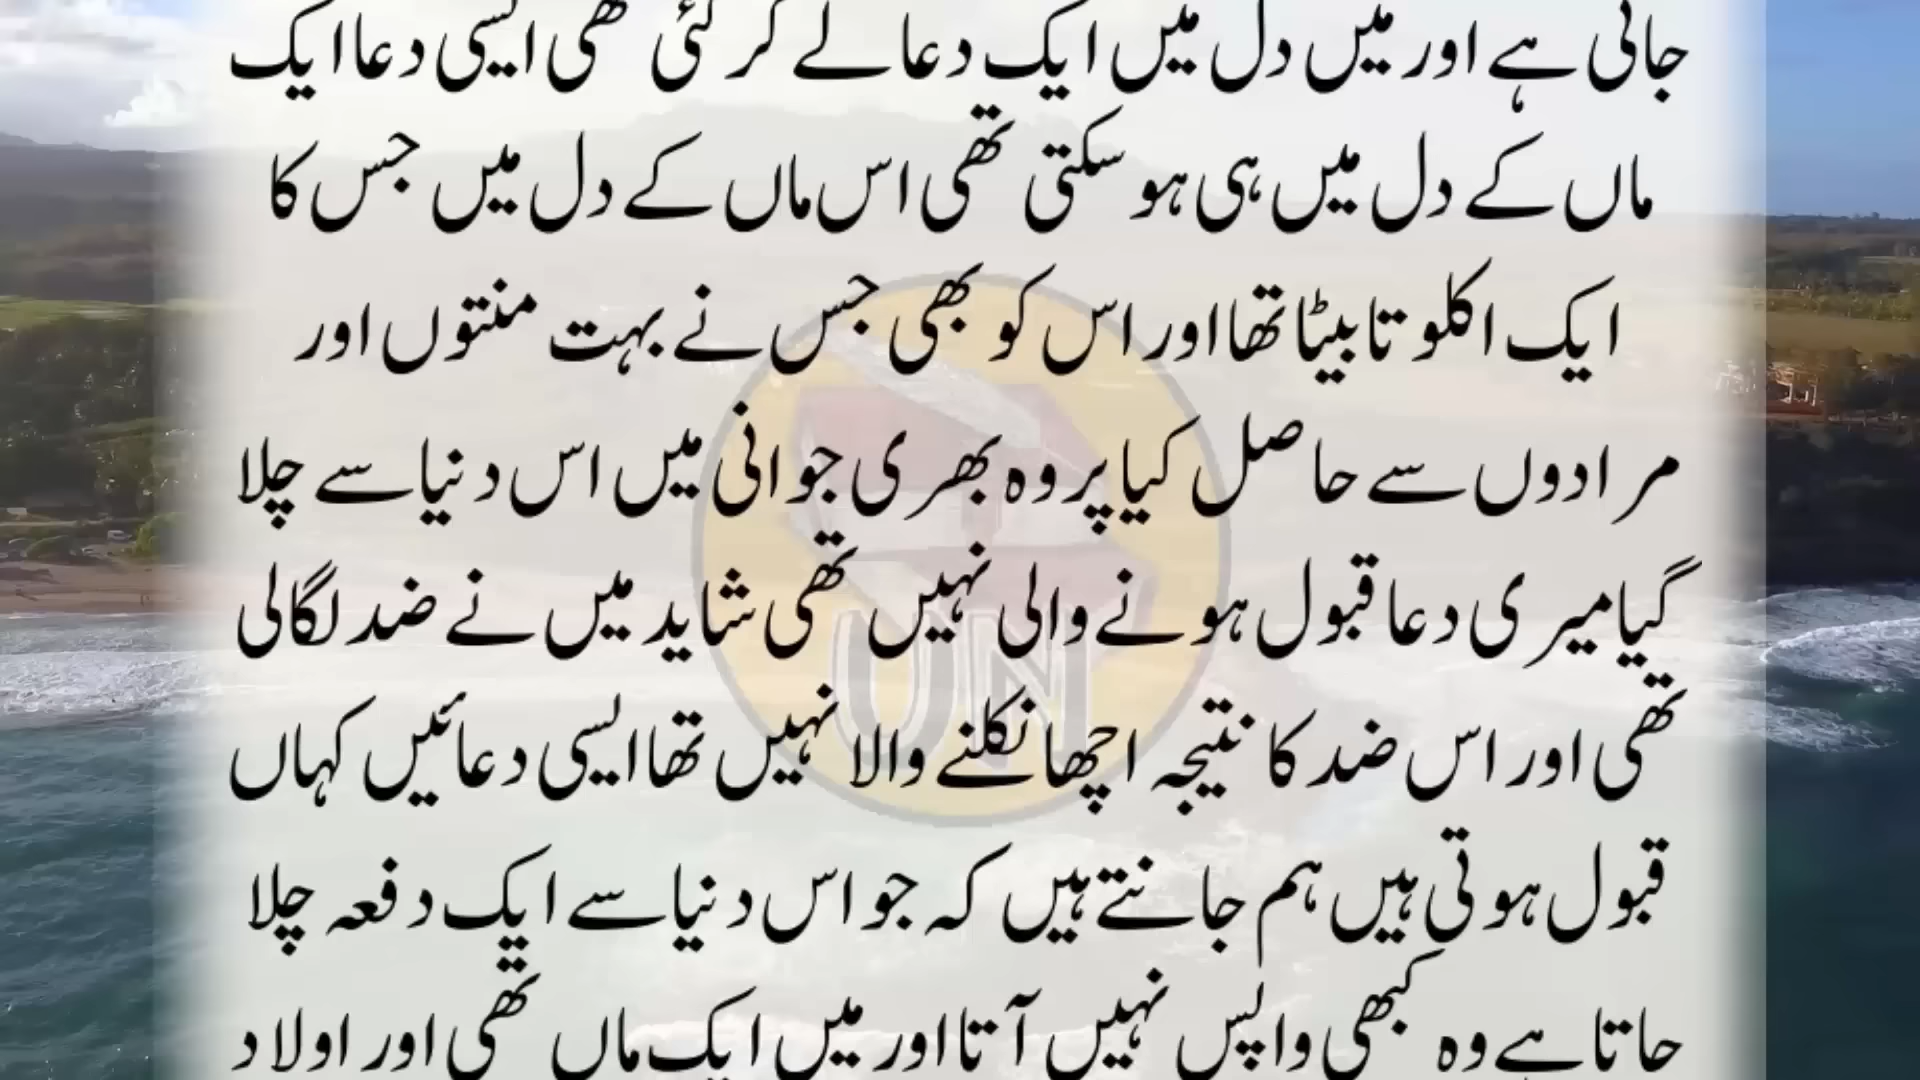 جاتی ہے اور میں دل میں ایک دعا لے کر گئی تھی ایسی دعا ایک
ماں کے دل میں ہی ہو سکتی تھی اس ماں کے دل میں جس کا
ایک اکلوتا بیٹا تھا اور اس کو بھی جس نے بہت منتوں اور
مرادوں سے حاصل کیا پر وہ بھری جوانی میں اس دنیا سے چلا
گیا میری دعا قبول ہونے والی نہیں تھی شاید میں نے ضد لگالی
تھی اور اس ضد کا نتیجہ اچھا نکلنے والا نہیں تھا ایسی دعائیں کہاں
قبول ہوتی ہیں ہم جانتے ہیں کہ جو اس دنیا سے ایک دفعہ چلا
جاتا ہے وہ کبھی واپس نہیں آتا اور میں ایک ماں تھی اور اولاد
UN